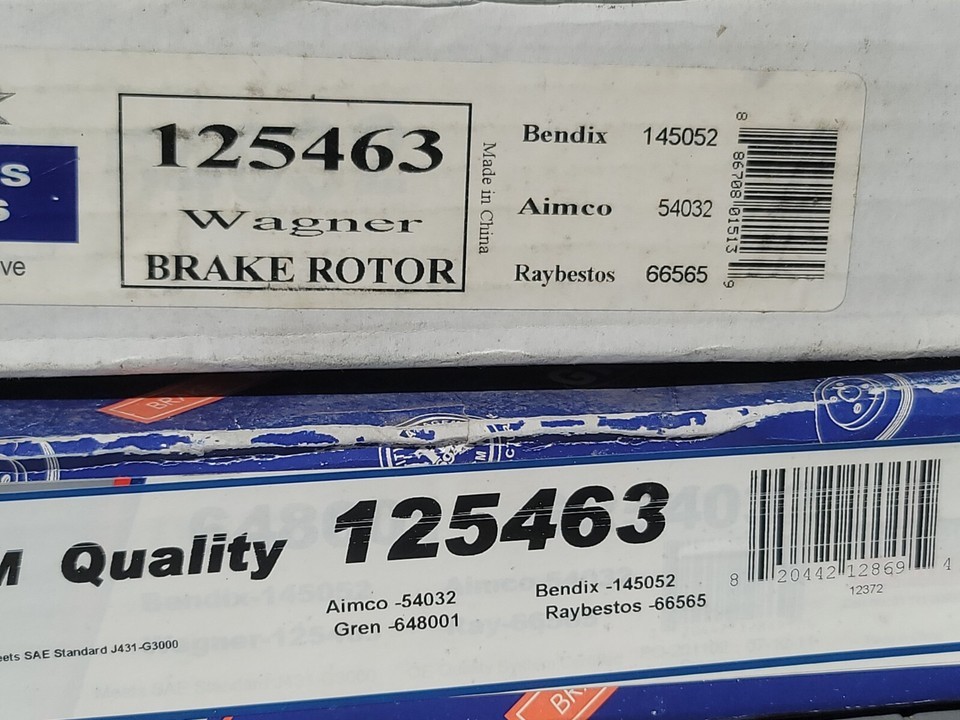 S
S
ve
125463
Wagner
BRAKE ROTOR
Made in China
Bendix 145052
Aimco 54032
Raybestos 66565
8 86708 01513 9
BR
M Quality 125463
Aimco -54032
Gren -648001
Bendix -145052
Raybestos -66565
8 20442 12869 4
12372
eets SAE Standard J431-G3000
BR